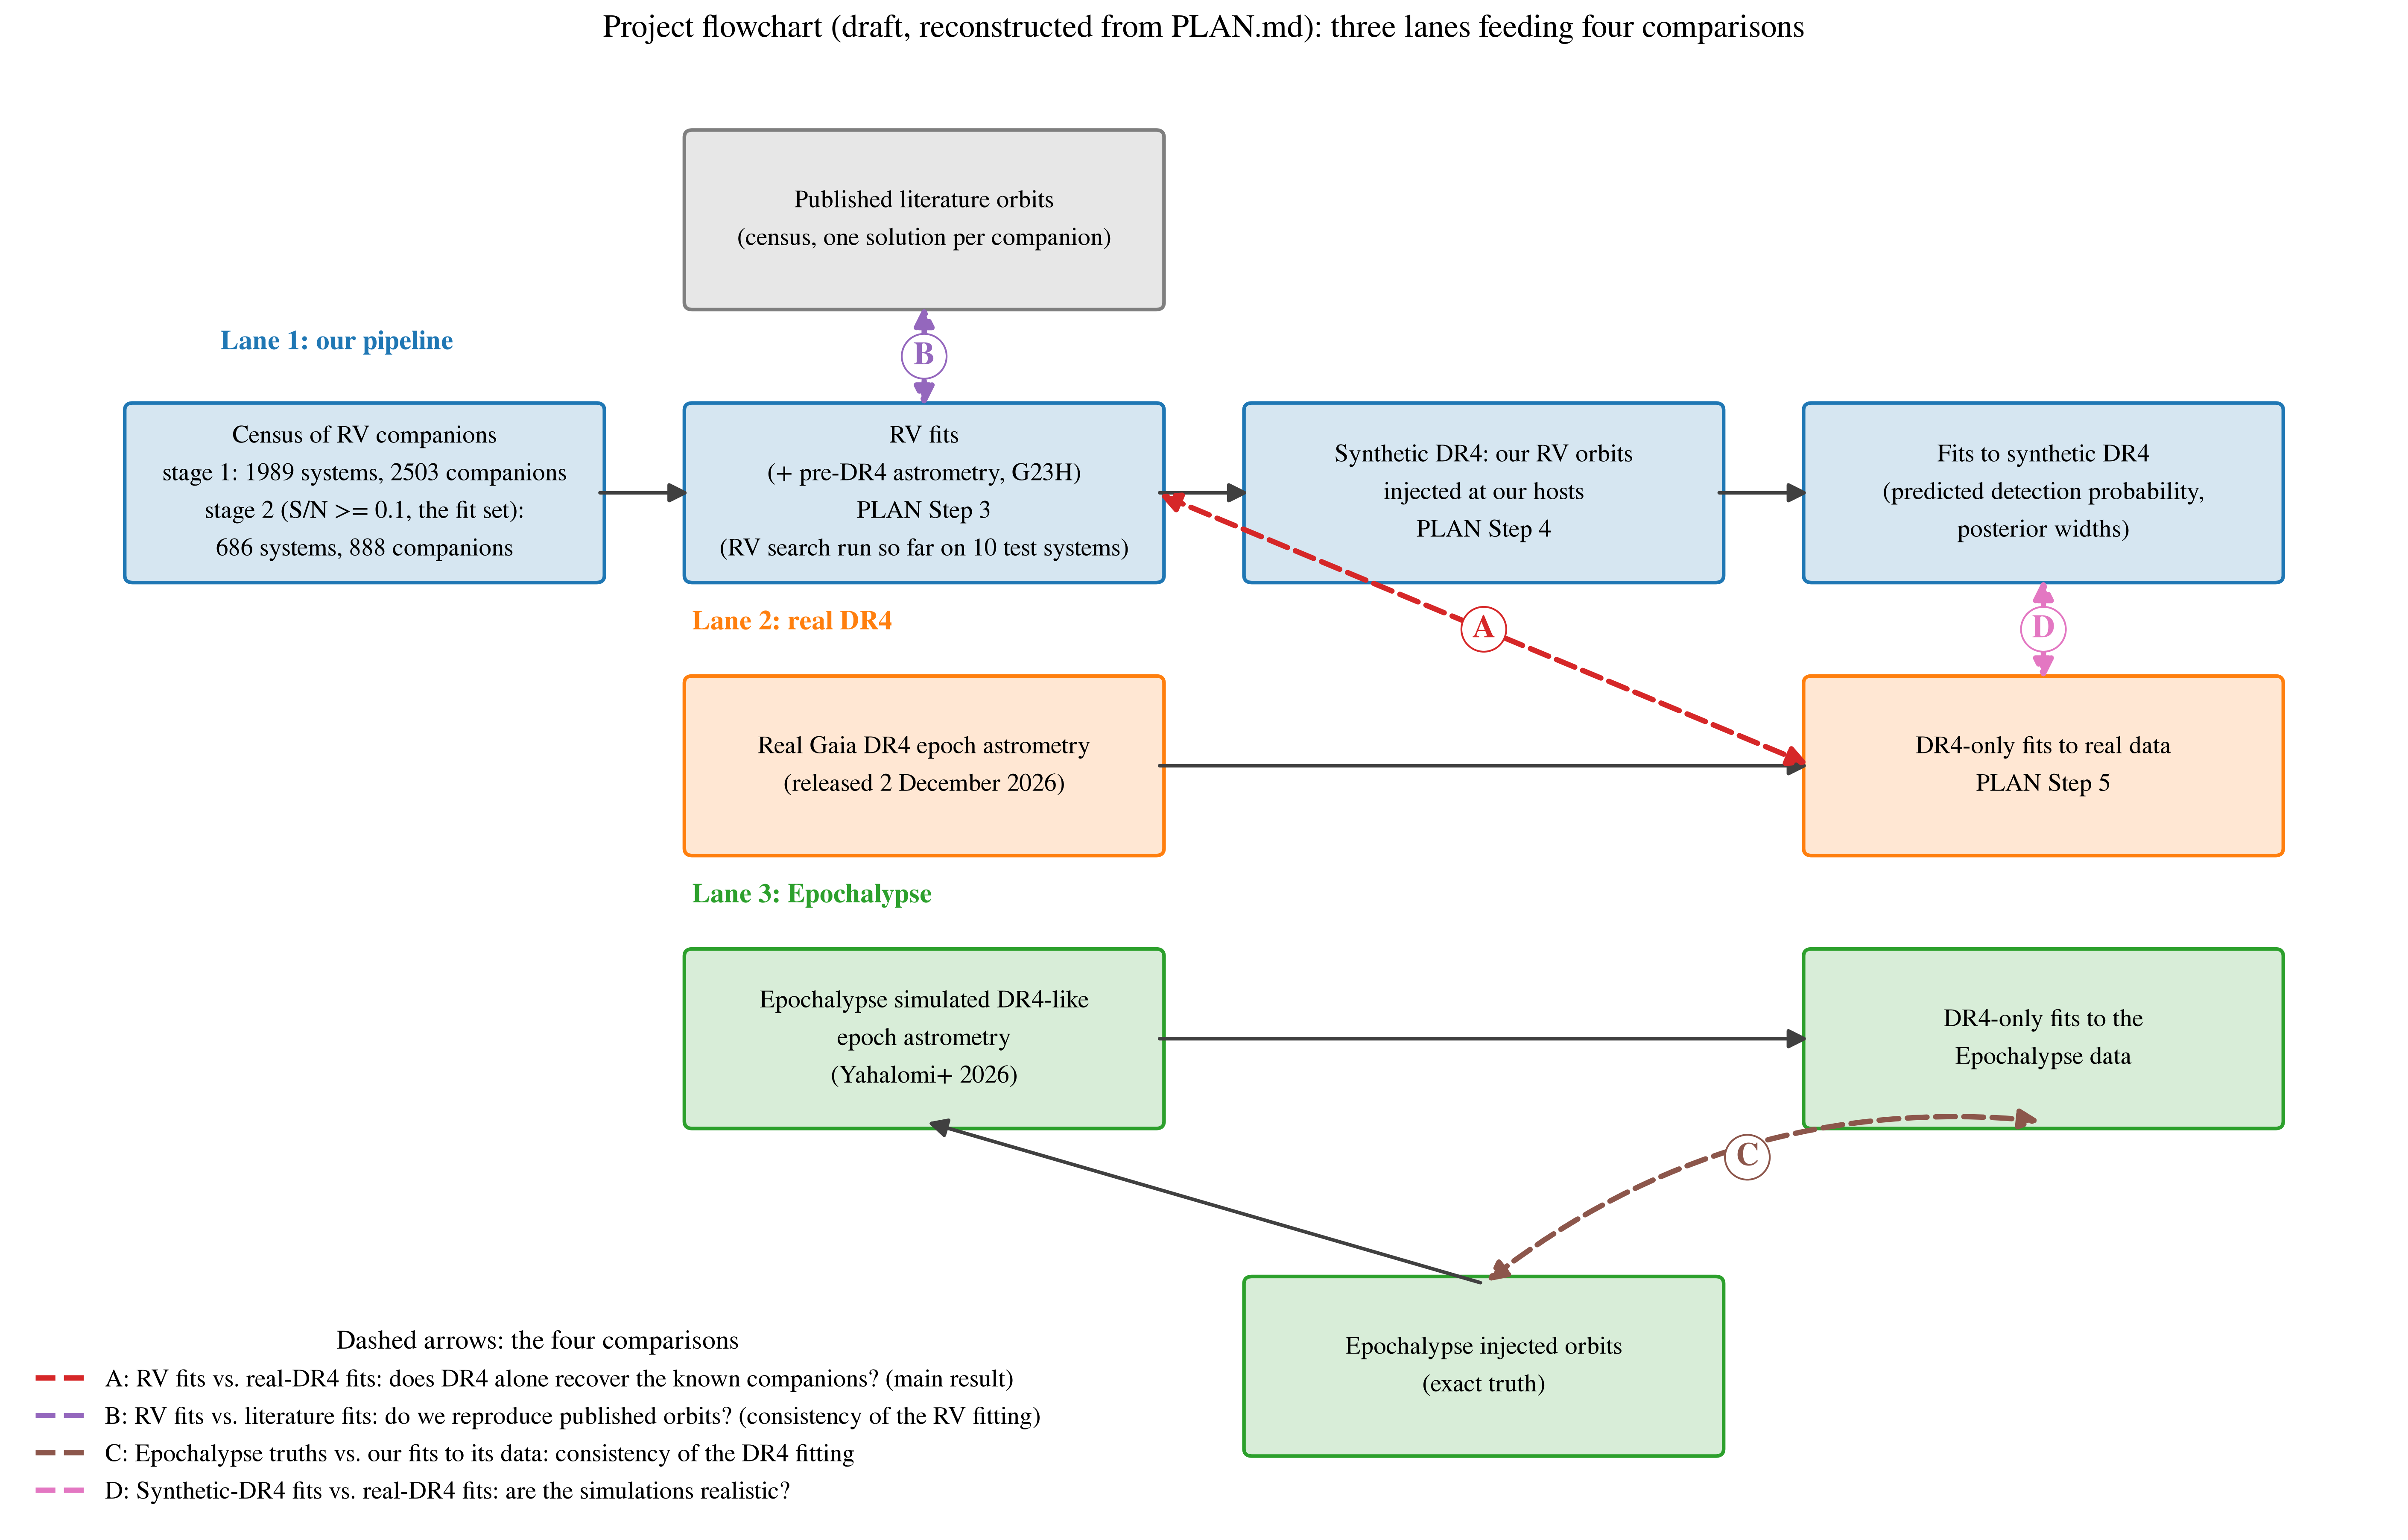 Project flowchart (draft, reconstructed from PLAN.md): three lanes feeding four comparisons
Published literature orbits
(census, one solution per companion)
B
Lane 1: our pipeline
Census of RV companions
stage 1: 1989 systems, 2503 companions
stage 2 (S/N >= 0.1, the fit set):
686 systems, 888 companions
RV fits
(+ pre-DR4 astrometry, G23H)
PLAN Step 3
(RV search run so far on 10 test systems)
Synthetic DR4: our RV orbits
injected at our hosts
PLAN Step 4
Fits to synthetic DR4
(predicted detection probability,
posterior widths)
A
D
Lane 2: real DR4
Real Gaia DR4 epoch astrometry
(released 2 December 2026)
DR4-only fits to real data
PLAN Step 5
Lane 3: Epochalypse
Epochalypse simulated DR4-like
epoch astrometry
(Yahalomi+ 2026)
DR4-only fits to the
Epochalypse data
C
Epochalypse injected orbits
(exact truth)
Dashed arrows: the four comparisons
A: RV fits vs. real-DR4 fits: does DR4 alone recover the known companions? (main result)
B: RV fits vs. literature fits: do we reproduce published orbits? (consistency of the RV fitting)
C: Epochalypse truths vs. our fits to its data: consistency of the DR4 fitting
D: Synthetic-DR4 fits vs. real-DR4 fits: are the simulations realistic?